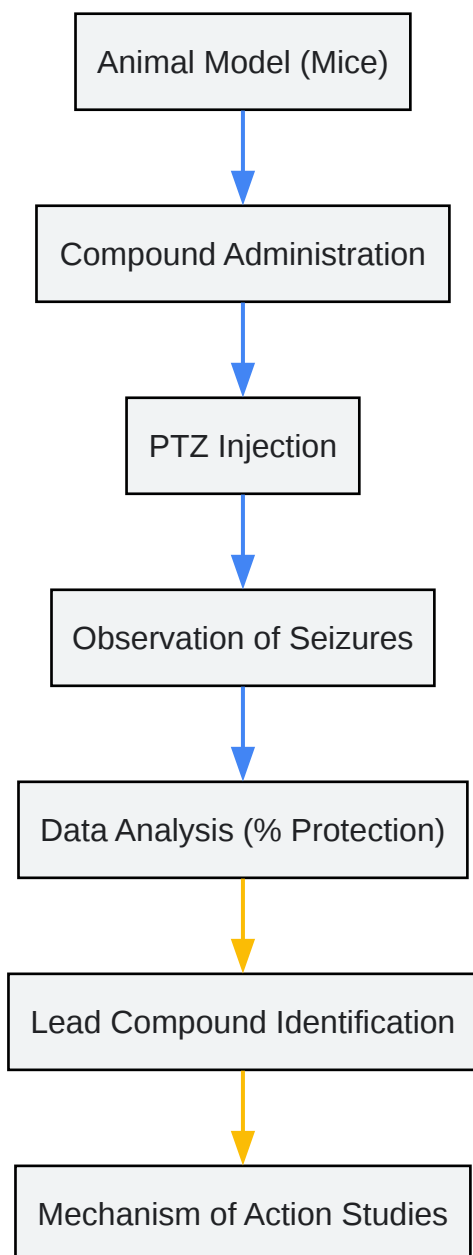 Animal Model (Mice)
Compound Administration
PTZ Injection
Observation of Seizures
Data Analysis (% Protection)
Lead Compound Identification
Mechanism of Action Studies